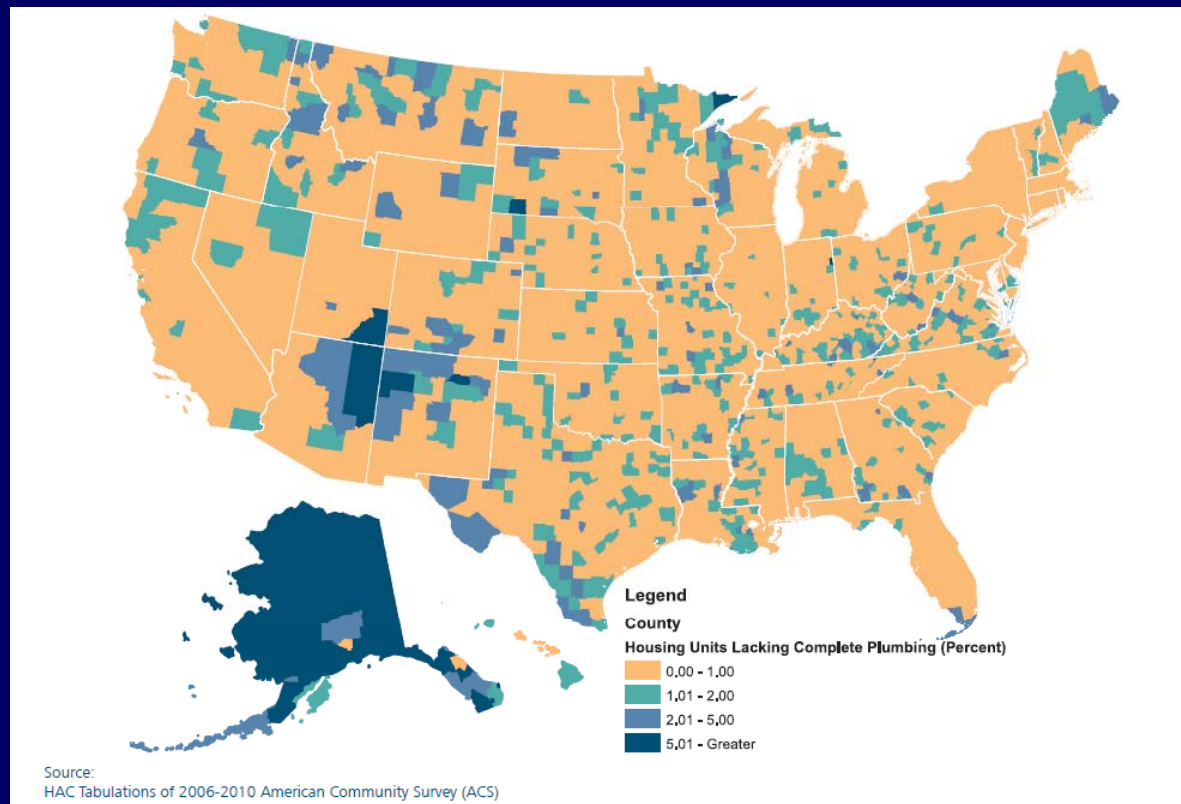 Legend
County
Housing Units Lacking Complete Plumbing (Percent)
0.00 - 1.00
1.01 - 2.00
2.01 - 5.00
5.01 - Greater
Source:
HAC Tabulations of 2006-2010 American Community Survey (ACS)